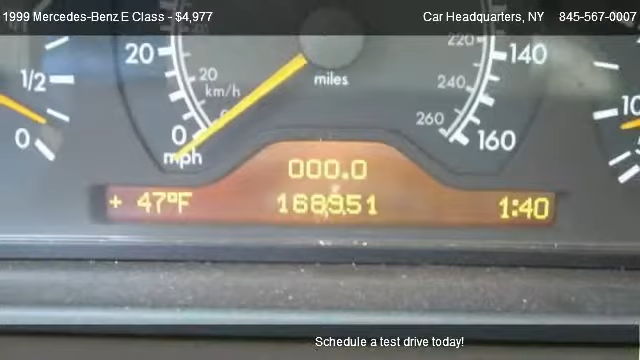 1999 Mercedes-Benz E Class - $4,977 Car Headquarters, NY 845-567-0007
1/2 20 20 km/h miles 220 240 260 140 10
0 0 mph 160
000.0
+ 47°F 168951 1:40
Schedule a test drive today!